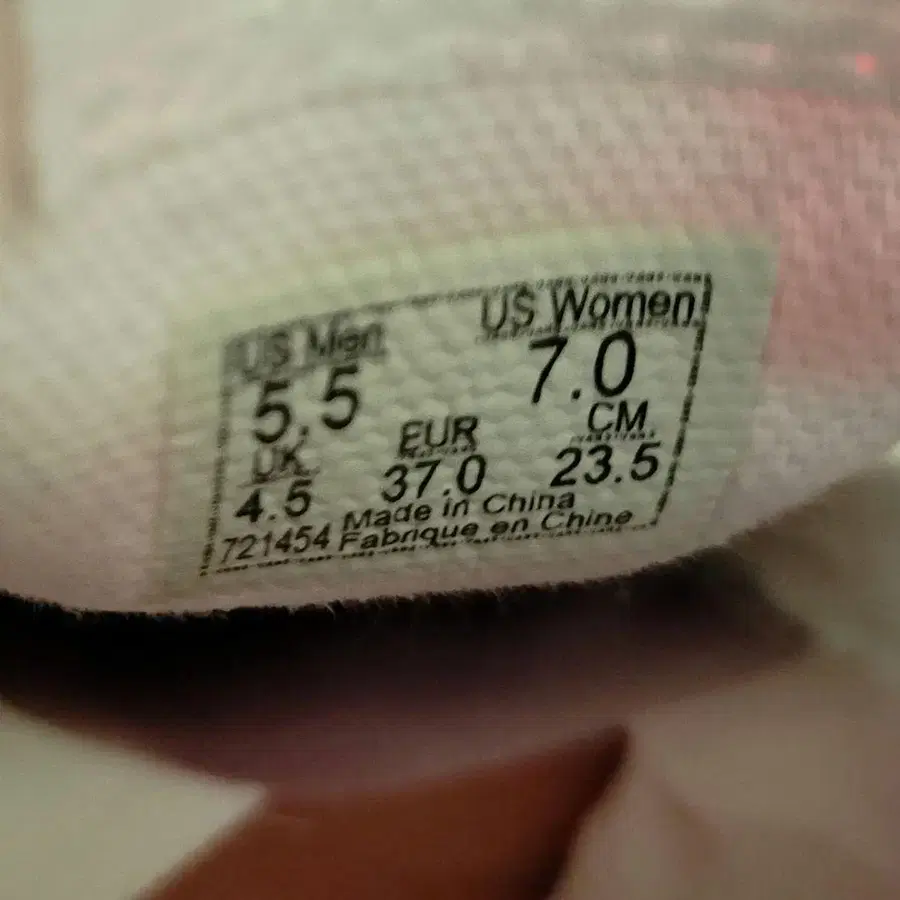 US Men US Women
5.5 7.0
UK EUR CM
4.5 37.0 23.5
721454 Made in China
Fabrique en Chine